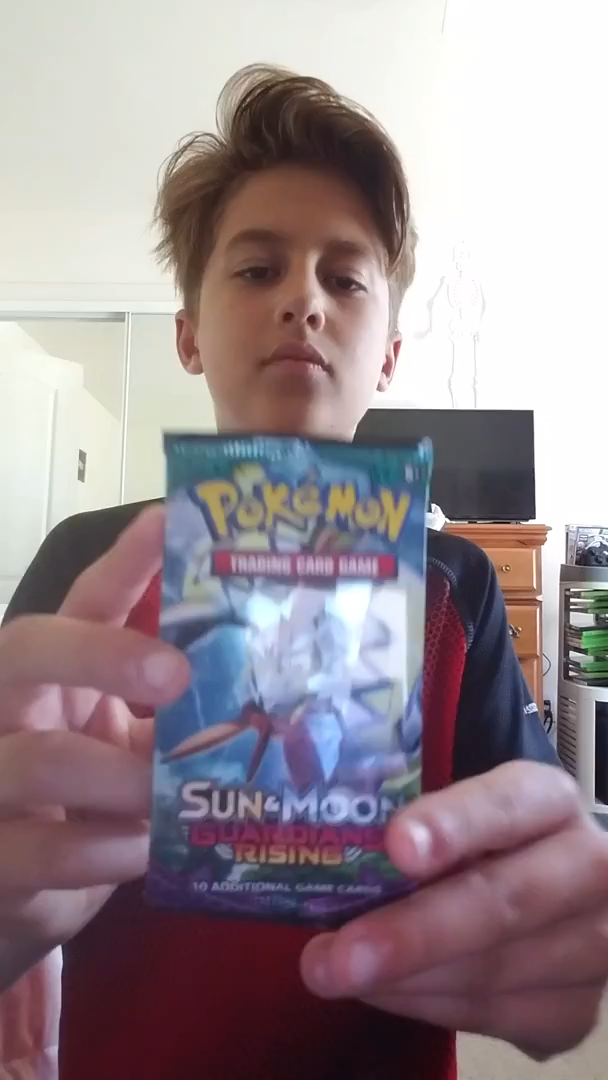 POKéMON
TRADING CARD GAME
SUN & MOON
GUARDIANS
RISING
10 ADDITIONAL GAME CARDS